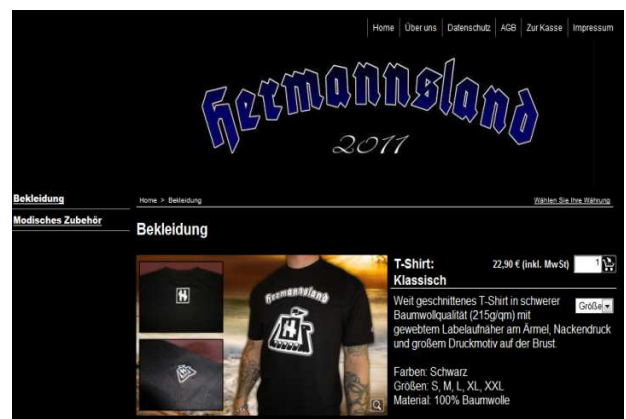 Home Über uns Datenschutz AGB Zur Kasse Impressum
Hermannsland
2011
Bekleidung
Modisches Zubehör
Home > Bekleidung
Wählen Sie Ihre Währung
Bekleidung
T-Shirt: 22,90 € (inkl. MwSt) 1
Klassisch
Weit geschnittenes T-Shirt in schwerer Größe
Baumwollqualität (215g/qm) mit
gewebtem Labelaufnäher am Ärmel, Nackendruck
und großem Druckmotiv auf der Brust.
Farben: Schwarz
Größen: S, M, L, XL, XXL
Material: 100% Baumwolle
Hermannsland
H